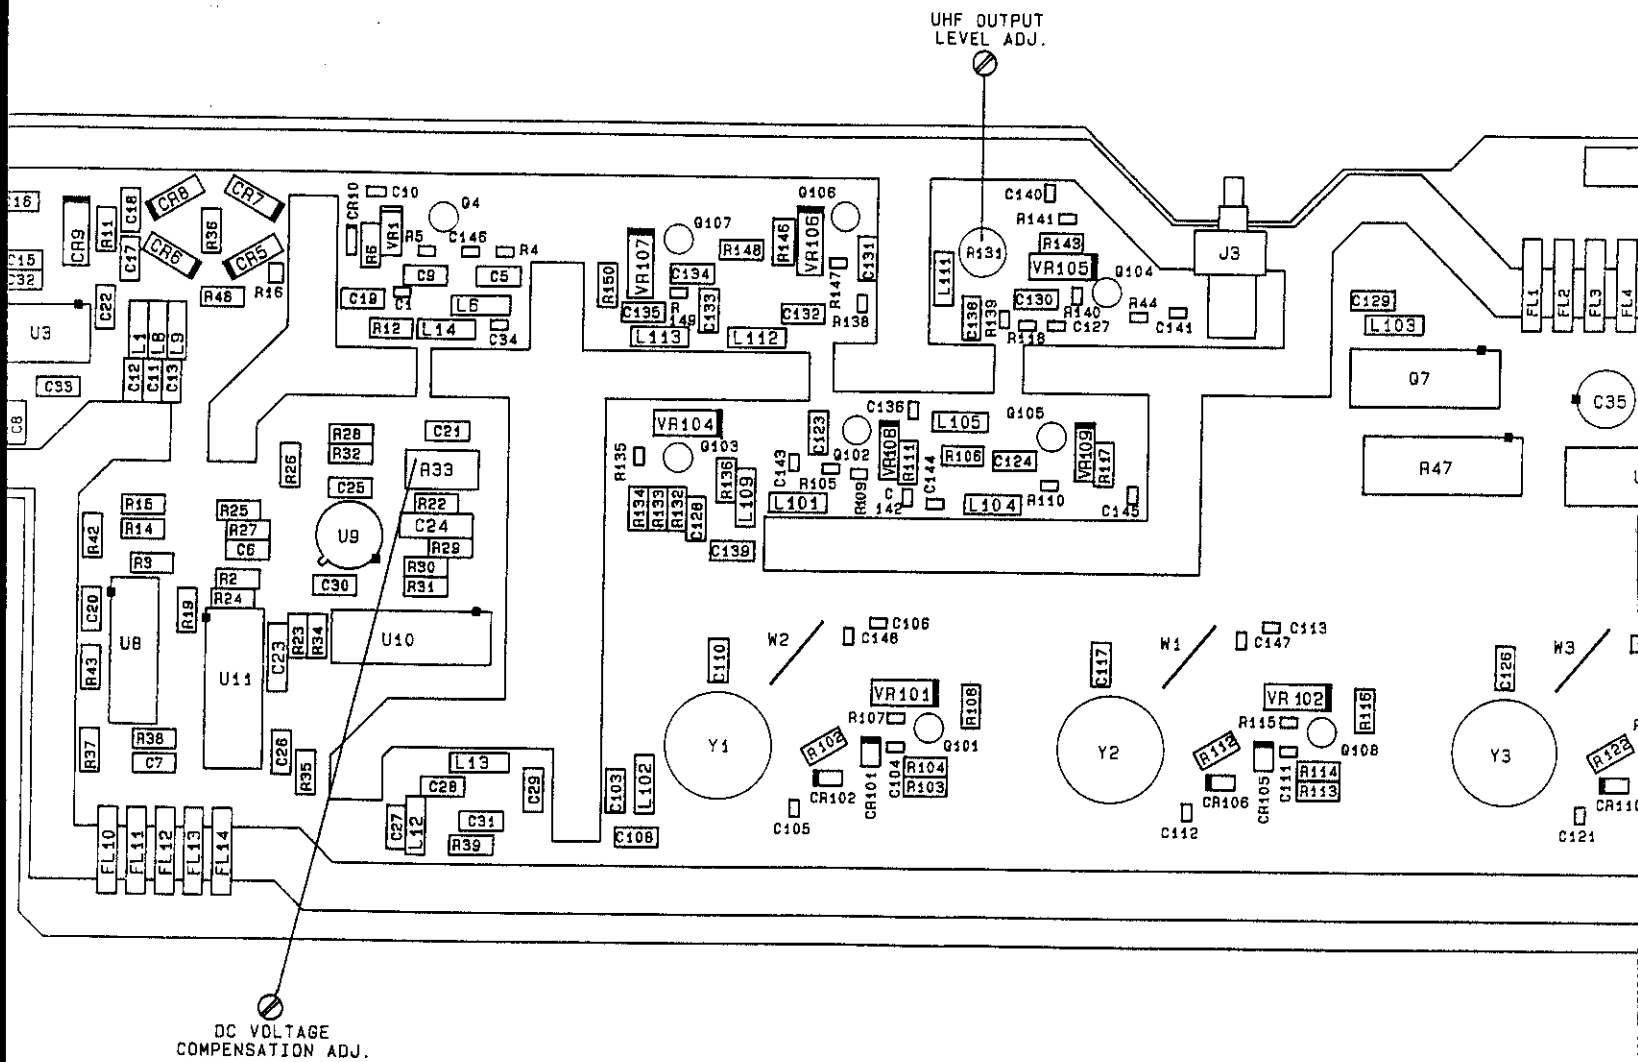 UHF OUTPUT
LEVEL ADJ.
C16
CR9
R11
C18
CR8
CR7
C17
CR6
R36
CR5
R16
C15
C32
C22
R48
U3
L1
L8
L9
C33
C12
C11
C13
C8
CR10
C10
VR1
R6
Q4
R5
C146
R4
C9
C5
C19
C1
L6
R12
L14
C34
R150
VR107
Q107
R148
R146
Q106
VR106
C131
C134
R147
C135
R
149
C133
C132
R138
L113
L112
L111
R131
C140
R141
R143
VR105
Q104
C138
R139
C130
R140
R44
R118
C127
C141
J3
C129
L103
FL1
FL2
FL3
FL4
Q7
C35
R47
U
R28
R32
C21
R26
R33
C25
R22
C24
U9
R29
R30
R31
C30
R15
R14
R42
R3
R25
R27
C6
R2
R24
C20
R19
U8
R43
U11
C23
R23
R34
U10
R37
R38
C7
C26
R35
VR104
Q103
R135
R136
L109
R134
R133
R132
C128
C139
C123
Q102
C136
VR108
R111
L105
Q105
C143
R105
R109
C
142
C144
R106
C124
VR109
R117
L101
L104
R110
C145
W2
C148
C106
C110
VR101
R108
R107
Q101
Y1
R102
CR102
CR101
C104
R104
R103
C105
W1
C147
C113
C117
VR102
R116
R115
Q108
Y2
R112
CR106
CR105
C111
R114
R113
C112
W3
C126
Y3
R122
CR110
C121
L13
C28
C29
C27
L12
C31
R39
C103
L102
C108
FL10
FL11
FL12
FL13
FL14
DC VOLTAGE
COMPENSATION ADJ.